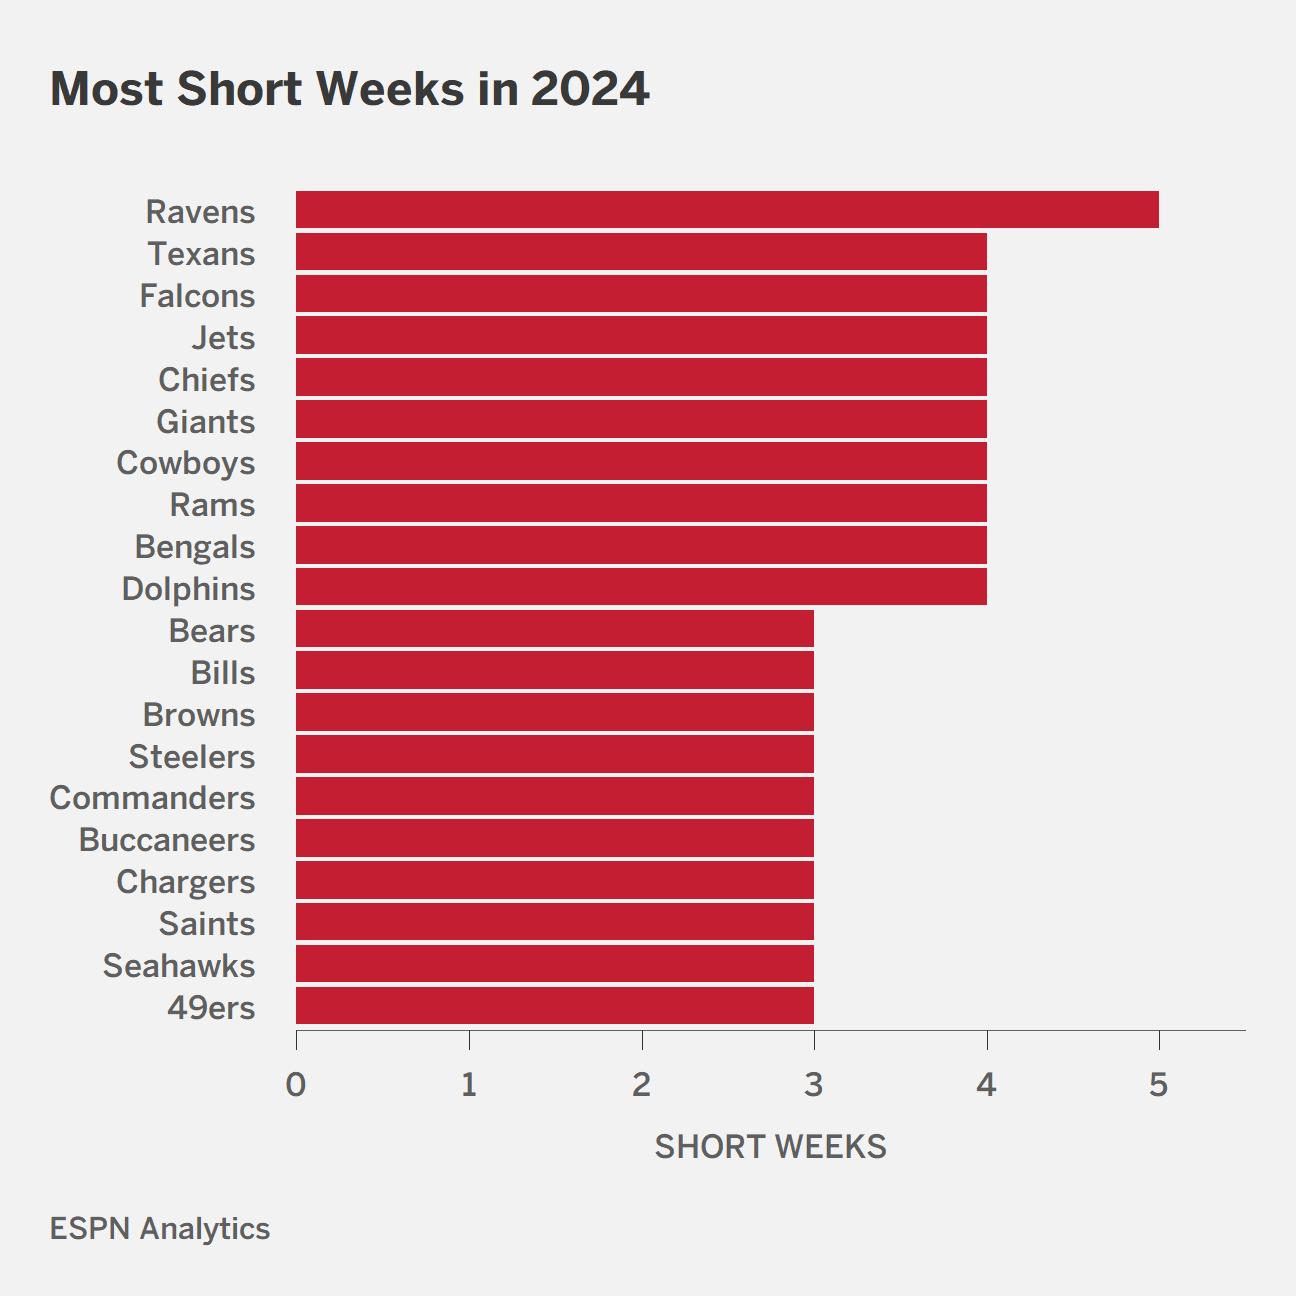 Most Short Weeks in 2024
Ravens
Texans
Falcons
Jets
Chiefs
Giants
Cowboys
Rams
Bengals
Dolphins
Bears
Bills
Browns
Steelers
Commanders
Buccaneers
Chargers
Saints
Seahawks
49ers
0 1 2 3 4 5
SHORT WEEKS
ESPN Analytics